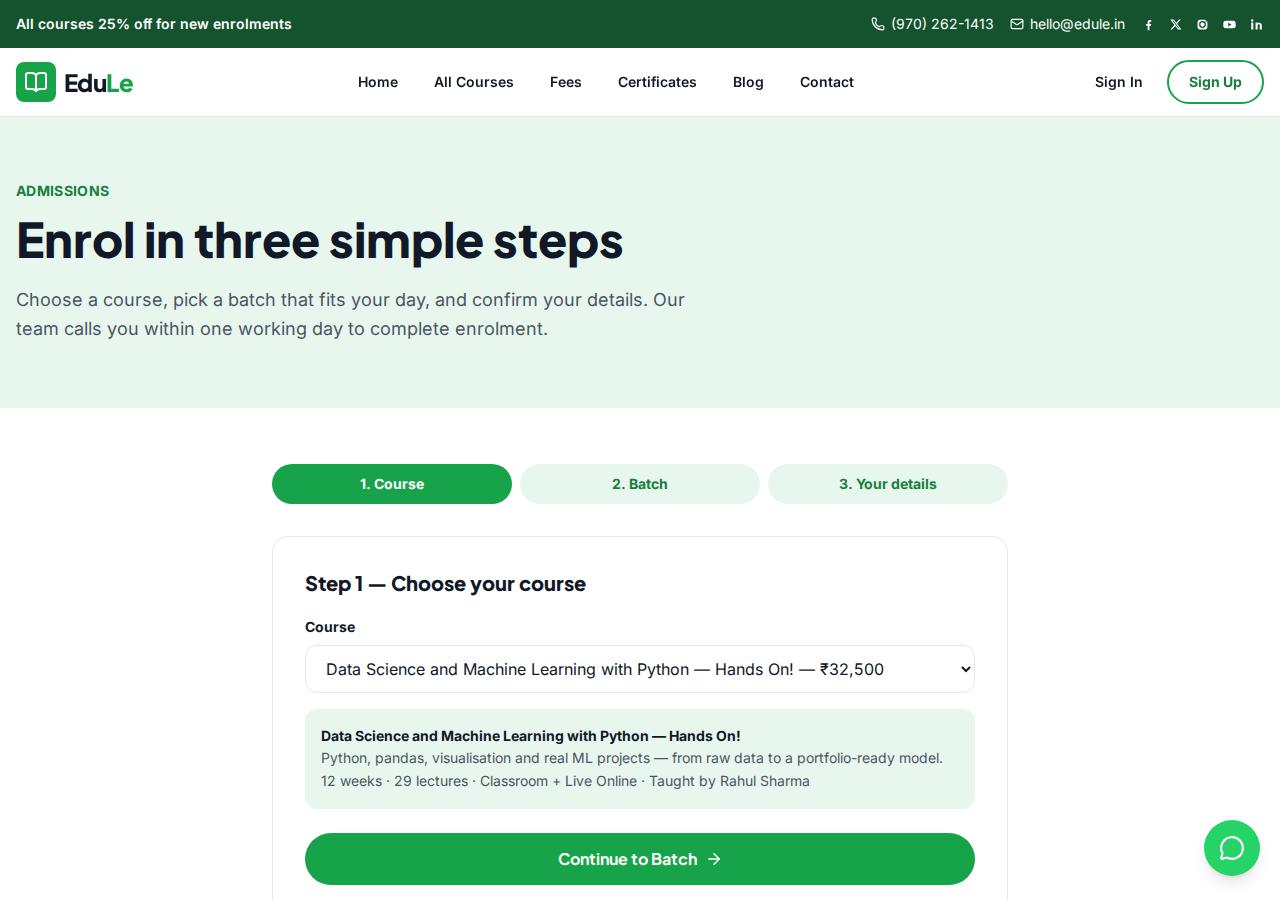 All courses 25% off for new enrolments
(970) 262-1413
hello@edule.in
EduLe
Home
All Courses
Fees
Certificates
Blog
Contact
Sign In
Sign Up
ADMISSIONS
Enrol in three simple steps
Choose a course, pick a batch that fits your day, and confirm your details. Our
team calls you within one working day to complete enrolment.
1. Course
2. Batch
3. Your details
Step 1 — Choose your course
Course
Data Science and Machine Learning with Python — Hands On! — ₹32,500
Data Science and Machine Learning with Python — Hands On!
Python, pandas, visualisation and real ML projects — from raw data to a portfolio-ready model.
12 weeks · 29 lectures · Classroom + Live Online · Taught by Rahul Sharma
Continue to Batch